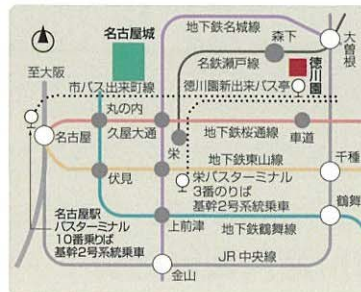 名古屋城
地下鉄名城線
森下
大曽根
名鉄瀬戸線
徳川園
至大阪
市バス出来町線
徳川園新出来バス亭
丸の内
名古屋
久屋大通
栄
地下鉄桜通線
車道
地下鉄東山線
千種
伏見
栄バスターミナル
3番のりば
基幹2号系統乗車
名古屋駅
バスターミナル
10番乗りば
基幹2号系統乗車
上前津
地下鉄鶴舞線
鶴舞
金山
JR中央線